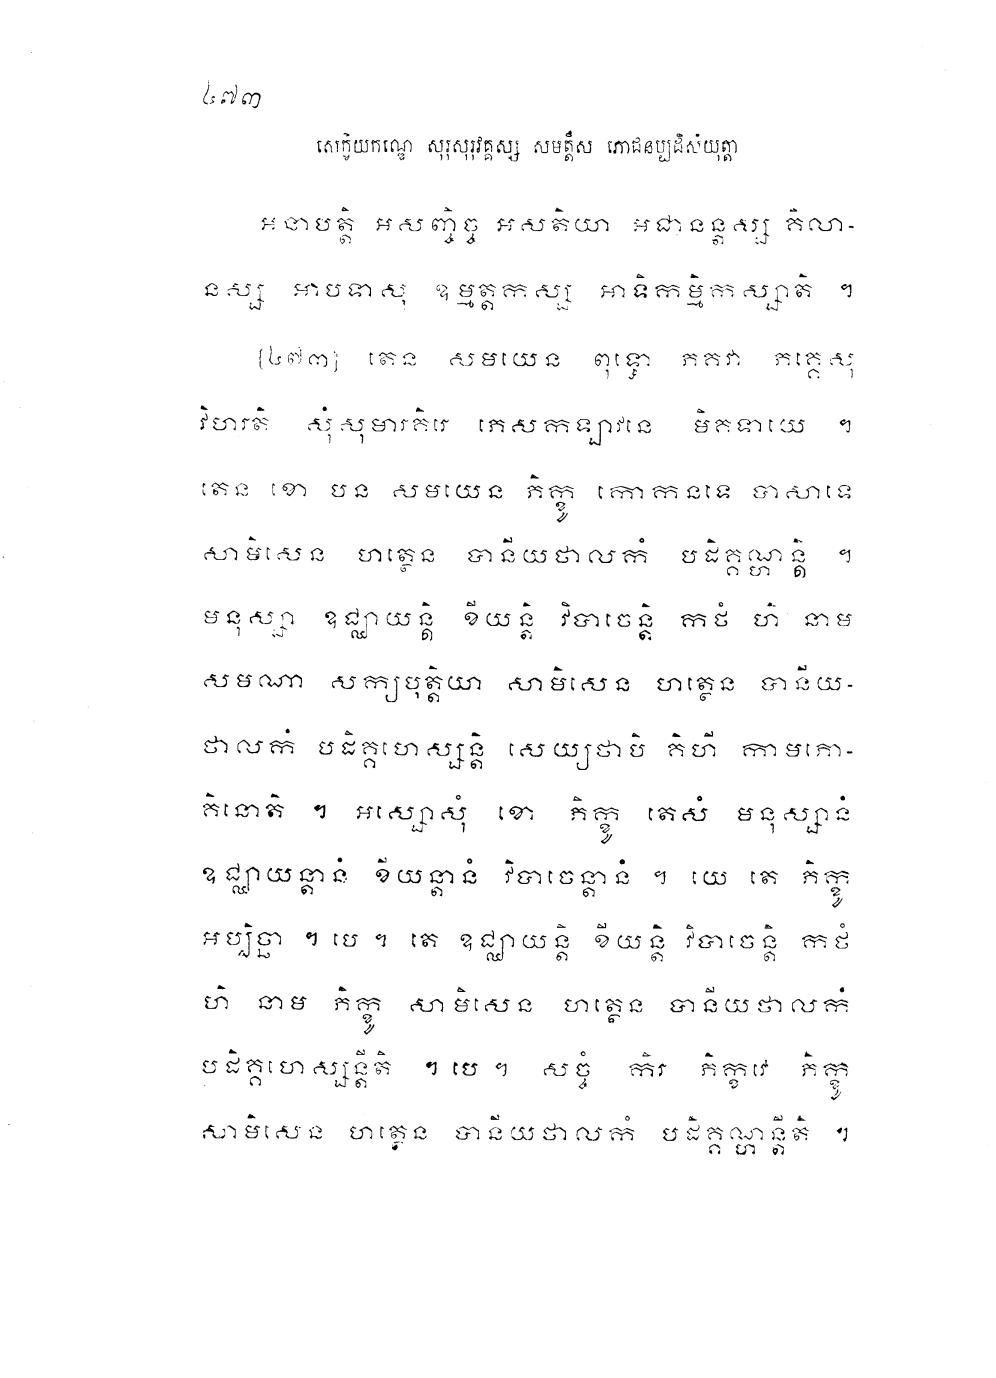 ៤៧៣
សេក្ខិយកណ្ឌេ សុរុសុរុវគ្គស្ស សមត្តឹស ភោជនប្បដិសំយុត្តា
អនាបត្តិ អសញ្ចិច្ច អសតិយា អជានន្តស្ស គិលា-
នស្ស អាបទាសុ ឧម្មត្តកស្ស អាទិកម្មិកស្សាតិ ។
[៤៧៣] តេន សមយេន ពុទ្ធោ ភគវា ភគ្គេសុ
វិហរតិ សុំសុមារគិរេ ភេសកឡាវនេ មិគទាយេ ។
តេន ខោ បន សមយេន ភិក្ខូ កោកនទេ បាសាទេ
សាមិសេន ហត្ថេន បានីយថាលកំ បដិគ្គណ្ហន្តិ ។
មនុស្សា ឧជ្ឈាយន្តិ ខីយន្តិ វិបាចេន្តិ កថំ ហិ នាម
សមណា សក្យបុត្តិយា សាមិសេន ហត្ថេន បានីយ-
ថាលកំ បដិគ្គហេស្សន្តិ សេយ្យថាបិ គិហី កាមភោ-
គិនោតិ ។ អស្សោសុំ ខោ ភិក្ខូ តេសំ មនុស្សានំ
ឧជ្ឈាយន្តានំ ខីយន្តានំ វិបាចេន្តានំ ។ យេ តេ ភិក្ខូ
អប្បិច្ឆា ។ បេ ។ តេ ឧជ្ឈាយន្តិ ខីយន្តិ វិបាចេន្តិ កថំ
ហិ នាម ភិក្ខូ សាមិសេន ហត្ថេន បានីយថាលកំ
បដិគ្គហេស្សន្តីតិ ។ បេ ។ សច្ចំ កិរ ភិក្ខវេ ភិក្ខូ
សាមិសេន ហត្ថេន បានីយថាលកំ បដិគ្គណ្ហន្តីតិ ។